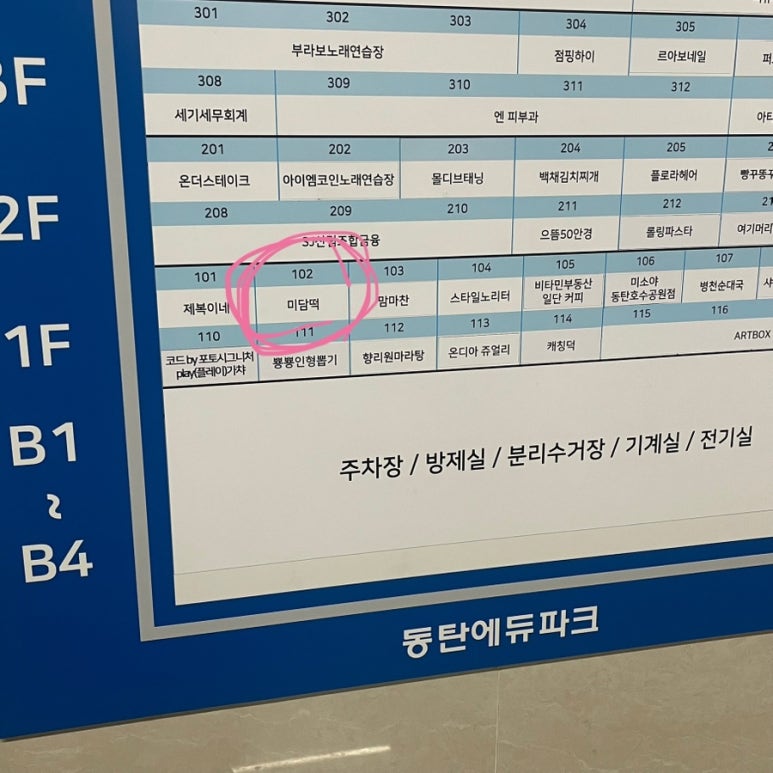 301 302 303 304 305
부라보노래연습장 점핑하이 르아보네일
308 309 310 311 312
세기세무회계 엔 피부과
3F
201 202 203 204 205
온더스테이크 아이엠코인노래연습장 몰디브태닝 백채김치찌개 플로라헤어
208 209 210 211 212
으뜸50안경 롤링파스타
2F
101 102 103 104 105 106 107
제복이네 미담떡 맘마찬 스타일노리터 비타민부동산 일단 커피 미소야 동탄호수공원점 병천순대국
110 111 112 113 114 115 116
코드 by 포토시그니처 play(플레이)가챠 뿅뿅인형뽑기 향리원마라탕 온디아 쥬얼리 캐칭덕 ARTBOX
1F
B1
~
B4
주차장 / 방제실 / 분리수거장 / 기계실 / 전기실
동탄에듀파크